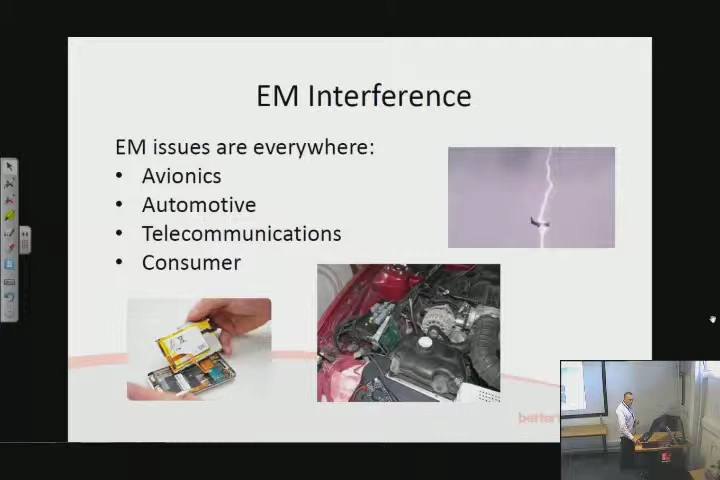 EM Interference
EM issues are everywhere:
• Avionics
• Automotive
• Telecommunications
• Consumer